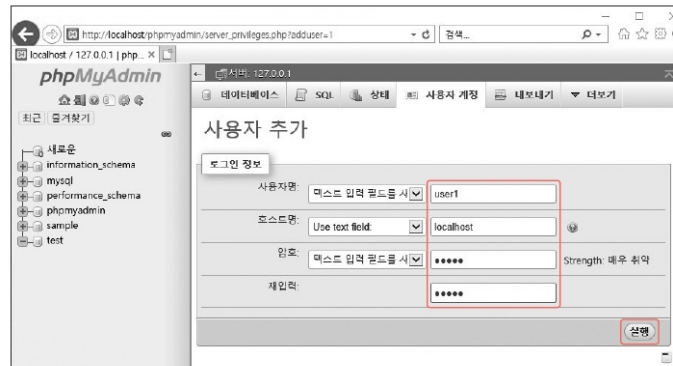 http://localhost/phpmyadmin/server_privileges.php?adduser=1
검색...
localhost / 127.0.0.1 | php...
phpMyAdmin
최근 즐겨찾기
새로운
information_schema
mysql
performance_schema
phpmyadmin
sample
test
서버: 127.0.0.1
데이터베이스 SQL 상태 사용자 계정 내보내기 더보기
사용자 추가
로그인 정보
사용자명: 텍스트 입력 필드를 사 user1
호스트명: Use text field: localhost
암호: 텍스트 입력 필드를 사 ●●●●● Strength: 매우 취약
재입력: ●●●●●
실행